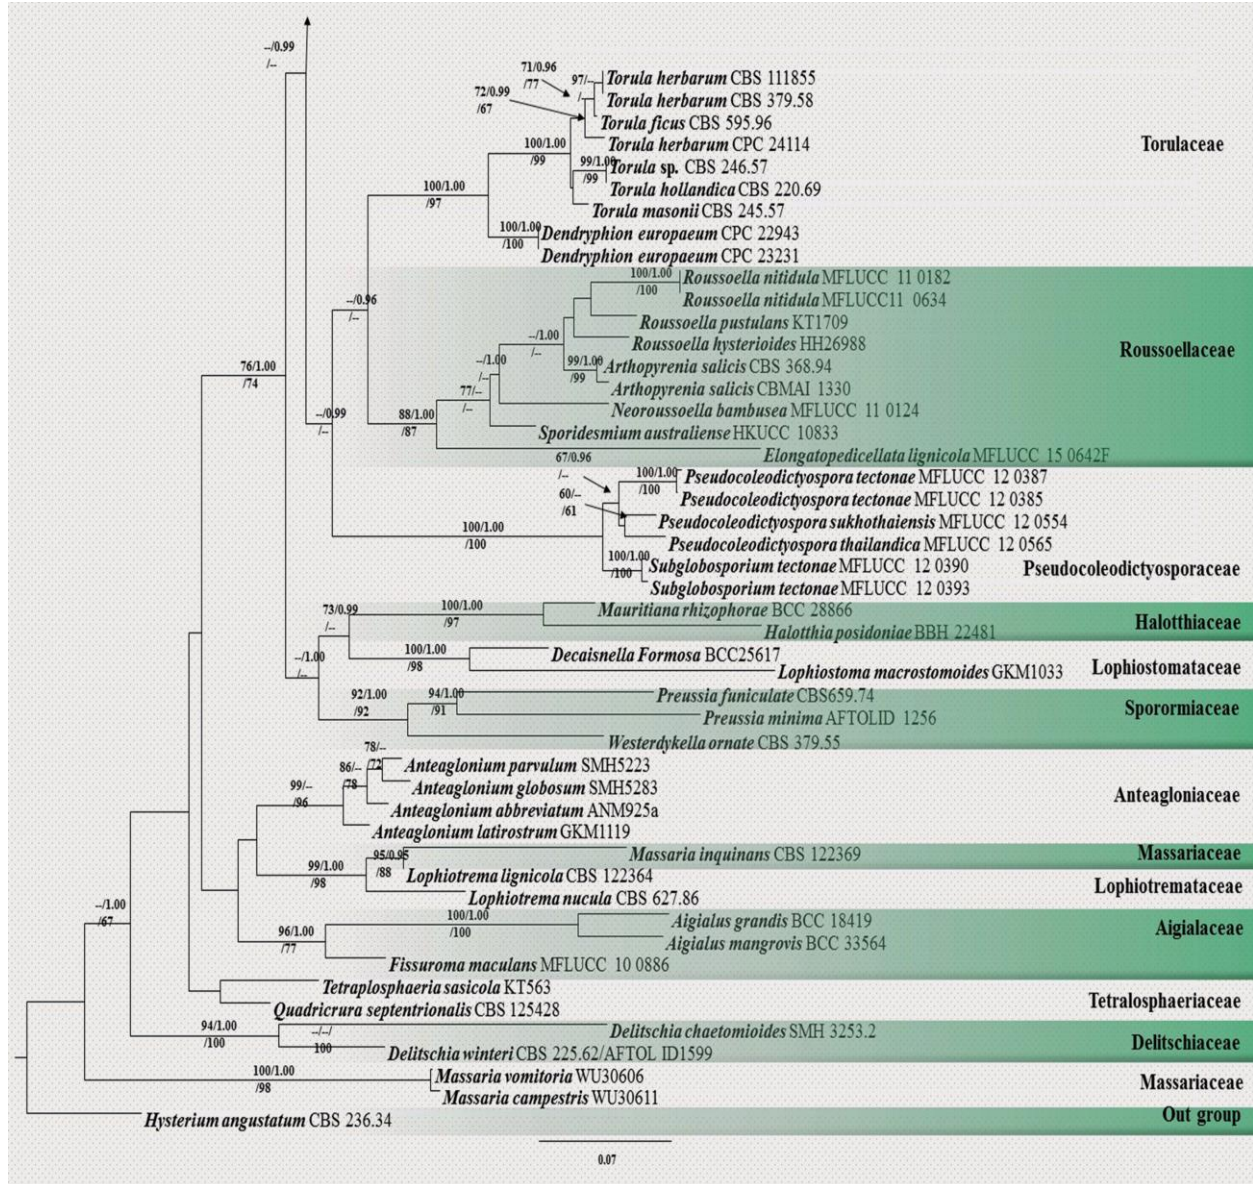 --/0.99
/--
71/0.96
/77
97/--
/--
Torula herbarum CBS 111855
72/0.99
/67
Torula herbarum CBS 379.58
Torula ficus CBS 595.96
Torula herbarum CPC 24114
Torulaceae
100/1.00
/99
99/1.00
/99
Torula sp. CBS 246.57
Torula hollandica CBS 220.69
100/1.00
/97
Torula masonii CBS 245.57
100/1.00
/100
Dendryphion europaeum CPC 22943
Dendryphion europaeum CPC 23231
100/1.00
/100
Roussoella nitidula MFLUCC 11 0182
Roussoella nitidula MFLUCC11 0634
--/0.96
/--
Roussoella pustulans KT1709
--/1.00
/--
Roussoella hysterioides HH26988
Roussoellaceae
76/1.00
/74
--/1.00
/--
99/1.00
/99
Arthopyrenia salicis CBS 368.94
Arthopyrenia salicis CBMAI 1330
77/--
/--
Neoroussoella bambusea MFLUCC 11 0124
--/0.99
/--
88/1.00
/87
Sporidesmium australiense HKUCC 10833
Elongatopedicellata lignicola MFLUCC 15 0642F
67/0.96
/--
100/1.00
/100
Pseudocoleodictyospora tectonae MFLUCC 12 0387
60/--
/61
Pseudocoleodictyospora tectonae MFLUCC 12 0385
Pseudocoleodictyospora sukhothaiensis MFLUCC 12 0554
100/1.00
/100
Pseudocoleodictyospora thailandica MFLUCC 12 0565
100/1.00
/100
Subglobosporium tectonae MFLUCC 12 0390
Pseudocoleodictyosporaceae
Subglobosporium tectonae MFLUCC 12 0393
73/0.99
/--
100/1.00
/97
Mauritiana rhizophorae BCC 28866
Halotthiaceae
Halotthia posidoniae BBH 22481
--/1.00
/--
100/1.00
/98
Decaisnella Formosa BCC25617
Lophiostomataceae
Lophiostoma macrostomoides GKM1033
92/1.00
/92
94/1.00
/91
Preussia funiculate CBS659.74
Sporormiaceae
Preussia minima AFTOLID 1256
Westerdykella ornate CBS 379.55
78/--
/72
86/--
/78
Anteaglonium parvulum SMH5223
99/--
/96
Anteaglonium globosum SMH5283
Anteagloniaceae
Anteaglonium abbreviatum ANM925a
Anteaglonium latirostrum GKM1119
95/0.95
/88
Massaria inquinans CBS 122369
Massariaceae
99/1.00
/98
Lophiotrema lignicola CBS 122364
Lophiotremataceae
Lophiotrema nucula CBS 627.86
--/1.00
/67
100/1.00
/100
Aigialus grandis BCC 18419
Aigialaceae
96/1.00
/77
Aigialus mangrovis BCC 33564
Fissuroma maculans MFLUCC 10 0886
Tetraplosphaeria sasicola KT563
Tetralosphaeriaceae
Quadricrura septentrionalis CBS 125428
94/1.00
/100
--/--/
100
Delitschia chaetomioides SMH 3253.2
Delitschiaceae
Delitschia winteri CBS 225.62/AFTOL ID1599
100/1.00
/98
Massaria vomitoria WU30606
Massariaceae
Massaria campestris WU30611
Out group
Hysterium angustatum CBS 236.34
0.07